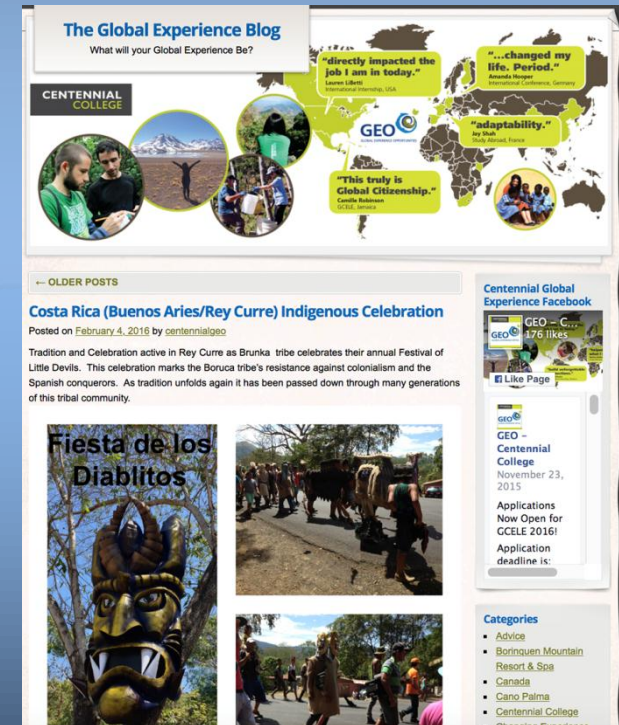 The Global Experience Blog
What will your Global Experience Be?
CENTENNIAL
COLLEGE
"directly impacted the
job I am in today."
Lauren LiBetti
International Internship, USA
"...changed my
life. Period."
Amanda Hooper
International Conference, Germany
GEO
GLOBAL EXPERIENCE OPPORTUNITIES
"adaptability."
Jay Shah
Study Abroad, France
"This truly is
Global Citizenship."
Camille Robinson
GCELE, Jamaica
← OLDER POSTS
Costa Rica (Buenos Aries/Rey Curre) Indigenous Celebration
Posted on February 4, 2016 by centennialgeo
Tradition and Celebration active in Rey Curre as Brunka tribe celebrates their annual Festival of
Little Devils. This celebration marks the Boruca tribe's resistance against colonialism and the
Spanish conquerors. As tradition unfolds again it has been passed down through many generations
of this tribal community.
Fiesta de los
Diablitos
Centennial Global
Experience Facebook
GEO – C...
176 likes
GEO
Like Page
GEO
GEO –
Centennial
College
November 23,
2015
Applications
Now Open for
GCELE 2016!
Application
deadline is:
Categories
Advice
Borinquen Mountain
Resort & Spa
Canada
Cano Palma
Centennial College